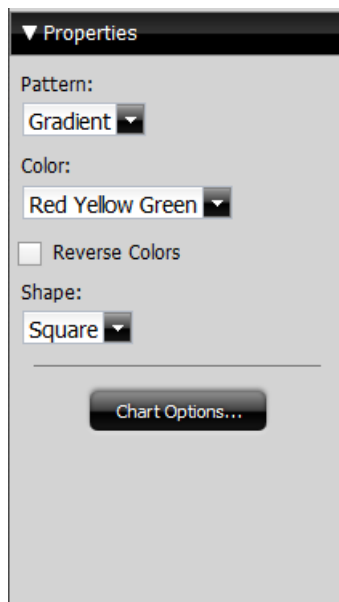 Properties
Pattern:
Gradient
Color:
Red Yellow Green
Reverse Colors
Shape:
Square
Chart Options...